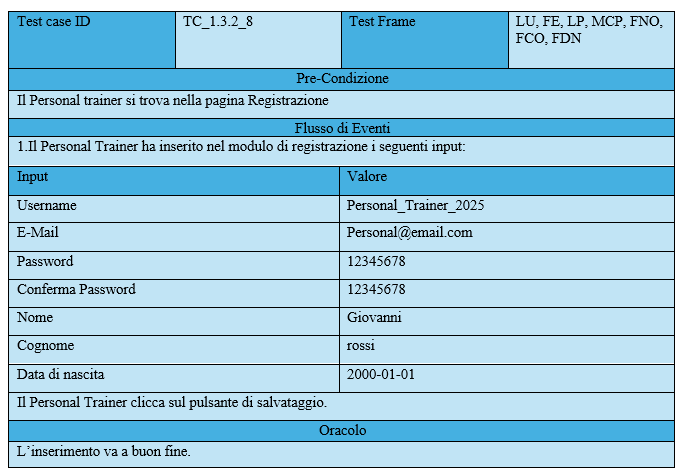 Test case ID TC_1.3.2_8 Test Frame LU, FE, LP, MCP, FNO,
FCO, FDN
Pre-Condizione
Il Personal trainer si trova nella pagina Registrazione
Flusso di Eventi
1.Il Personal Trainer ha inserito nel modulo di registrazione i seguenti input:
Input Valore
Username Personal_Trainer_2025
E-Mail Personal@email.com
Password 12345678
Conferma Password 12345678
Nome Giovanni
Cognome rossi
Data di nascita 2000-01-01
Il Personal Trainer clicca sul pulsante di salvataggio.
Oracolo
L’inserimento va a buon fine.